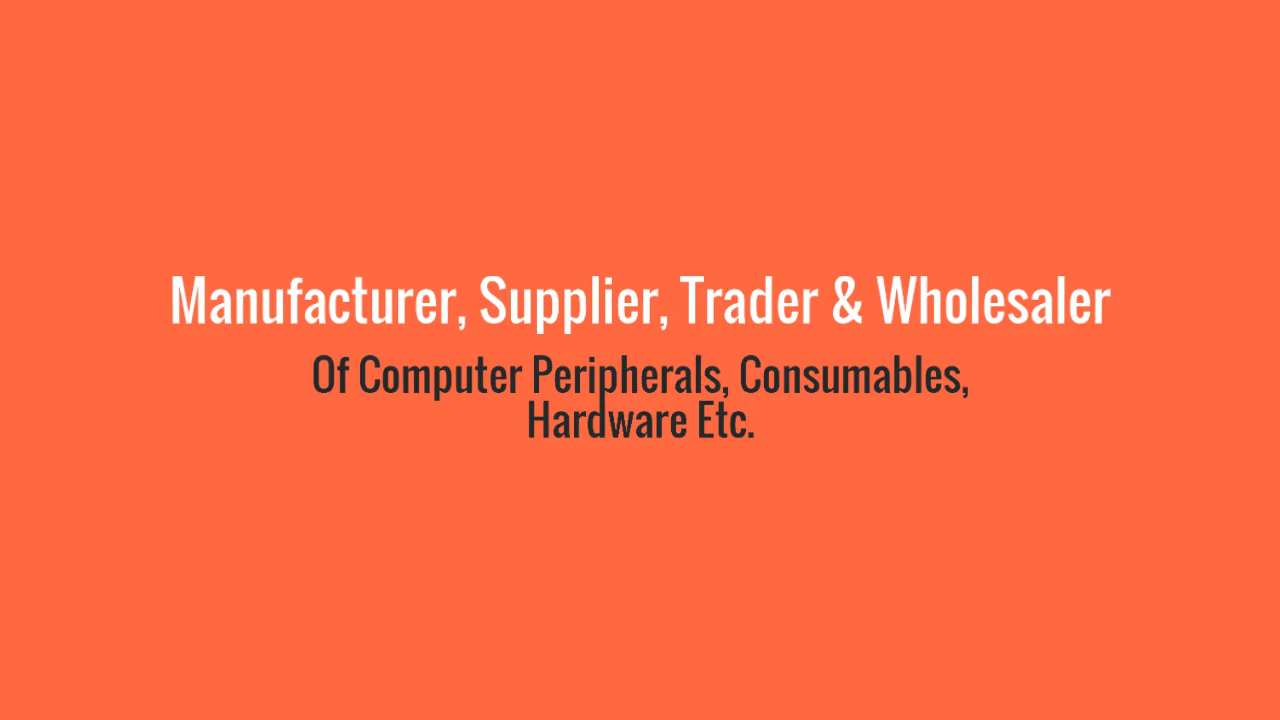 Manufacturer, Supplier, Trader & Wholesaler
Of Computer Peripherals, Consumables,
Hardware Etc.